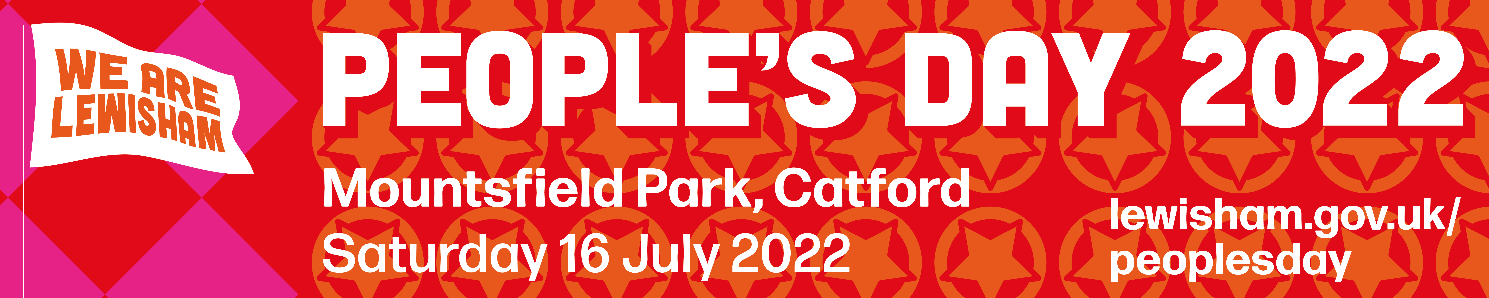 WE ARE
LEWISHAM
PEOPLE'S DAY 2022
Mountsfield Park, Catford
Saturday 16 July 2022
lewisham.gov.uk/
peoplesday